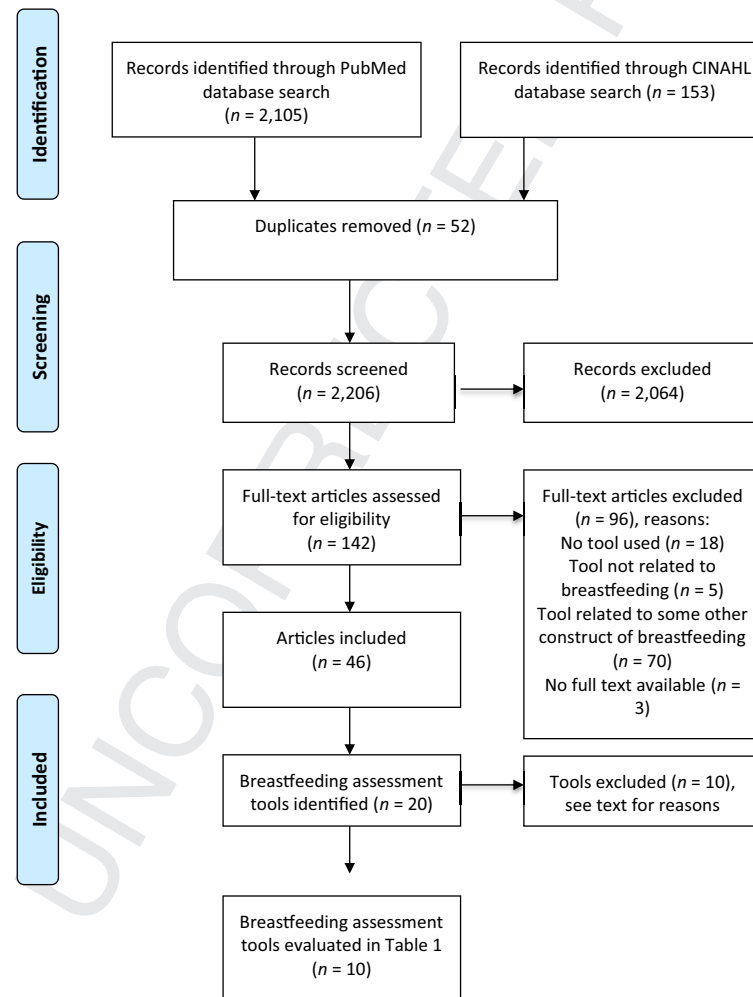 Identification
Records identified through PubMed
database search
(n = 2,105)
Records identified through CINAHL
database search (n = 153)
Duplicates removed (n = 52)
Screening
Records screened
(n = 2,206)
Records excluded
(n = 2,064)
Eligibility
Full-text articles assessed
for eligibility
(n = 142)
Full-text articles excluded
(n = 96), reasons:
No tool used (n = 18)
Tool not related to
breastfeeding (n = 5)
Tool related to some other
construct of breastfeeding
(n = 70)
No full text available (n =
3)
Articles included
(n = 46)
Included
Breastfeeding assessment
tools identified (n = 20)
Tools excluded (n = 10),
see text for reasons
Breastfeeding assessment
tools evaluated in Table 1
(n = 10)